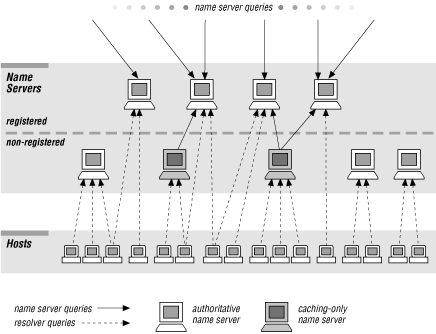 name server queries
Name
Servers
registered
non-registered
Hosts
name server queries
resolver queries
authoritative
name server
caching-only
name server